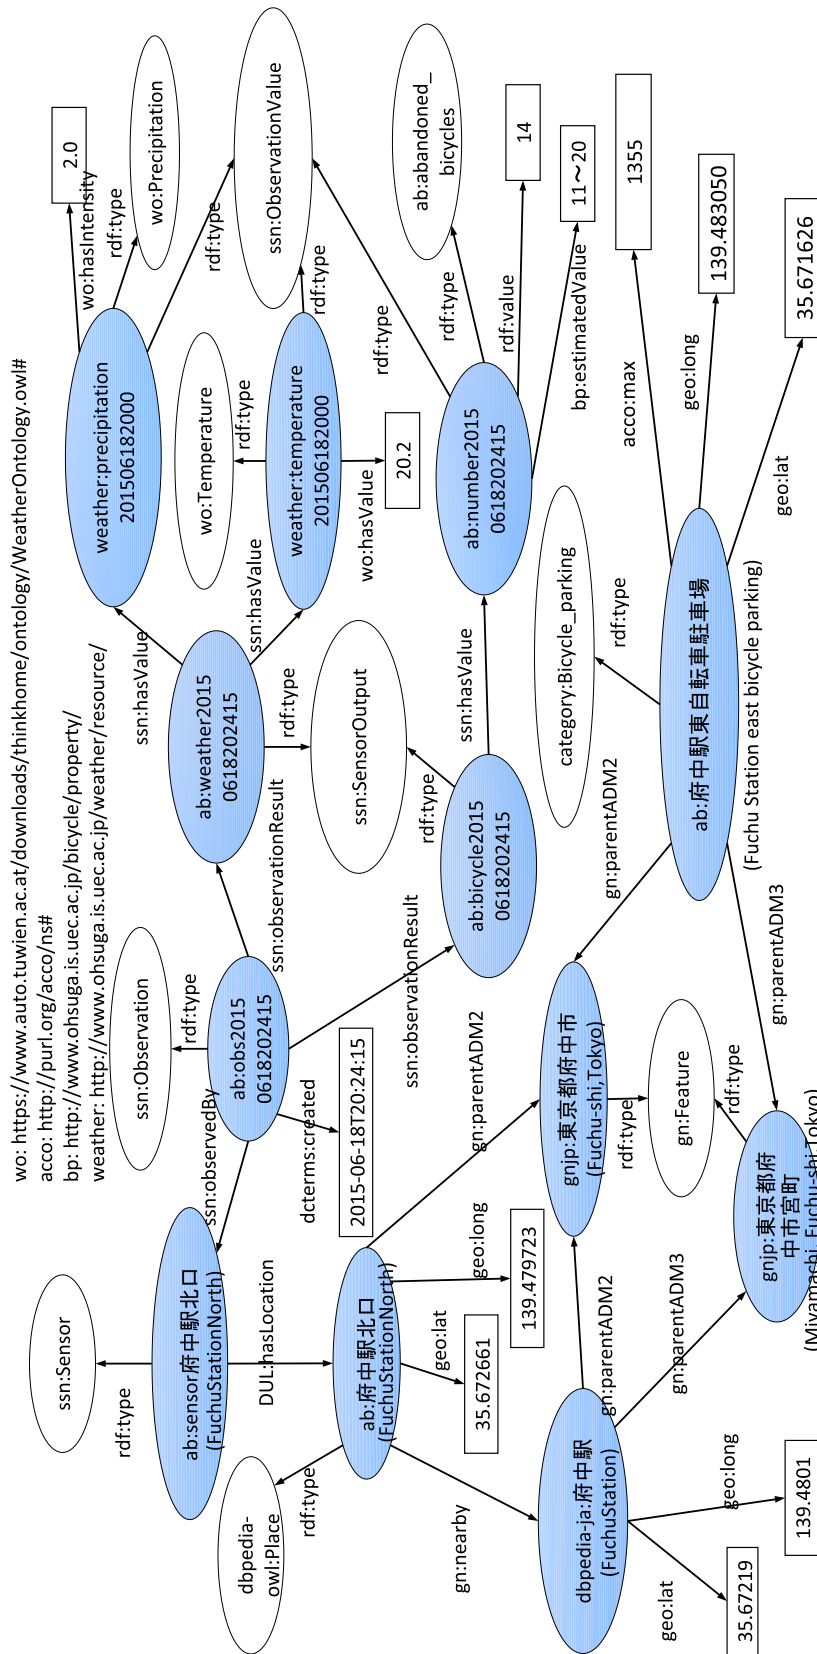 wo: https://www.auto.tuwien.ac.at/downloads/thinkhome/ontology/WeatherOntology.owl#
acco: http://purl.org/acco/ns#
bp: http://www.ohsuga.is.uec.ac.jp/bicycle/property/
weather: http://www.ohsuga.is.uec.ac.jp/weather/resource/
ssn:Sensor
rdf:type
ab:sensor府中駅北口
(FuchuStationNorth)
ssn:observedBy
DUL:hasLocation
ssn:Observation
rdf:type
ab:obs2015
0618202415
dcterms:created
2015-06-18T20:24:15
ssn:observationResult
ssn:observationResult
ab:weather2015
0618202415
rdf:type
ssn:SensorOutput
rdf:type
ab:bicycle2015
0618202415
ssn:hasValue
ssn:hasValue
ssn:hasValue
weather:precipitation
201506182000
wo:hasIntensity
2.0
rdf:type
wo:Precipitation
rdf:type
wo:Temperature
rdf:type
weather:temperature
201506182000
rdf:type
ssn:ObservationValue
wo:hasValue
20.2
rdf:type
ab:number2015
0618202415
rdf:type
ab:abandoned_
bicycles
rdf:value
14
bp:estimatedValue
11～20
dbpedia-
owl:Place
rdf:type
ab:府中駅北口
(FuchuStationNorth)
geo:lat
35.672661
geo:long
139.479723
gn:parentADM2
gn:nearby
dbpedia-ja:府中駅
(FuchuStation)
geo:lat
35.67219
geo:long
139.4801
gn:parentADM2
gn:parentADM3
gnjp:東京都府中市
(Fuchu-shi,Tokyo)
rdf:type
gn:Feature
rdf:type
gnjp:東京都府
中市宮町
(Miyamachi, Fuchu-shi,Tokyo)
gn:parentADM2
gn:parentADM3
category:Bicycle_parking
rdf:type
ab:府中駅東自転車駐車場
(Fuchu Station east bicycle parking)
acco:max
1355
geo:long
139.483050
geo:lat
35.671626